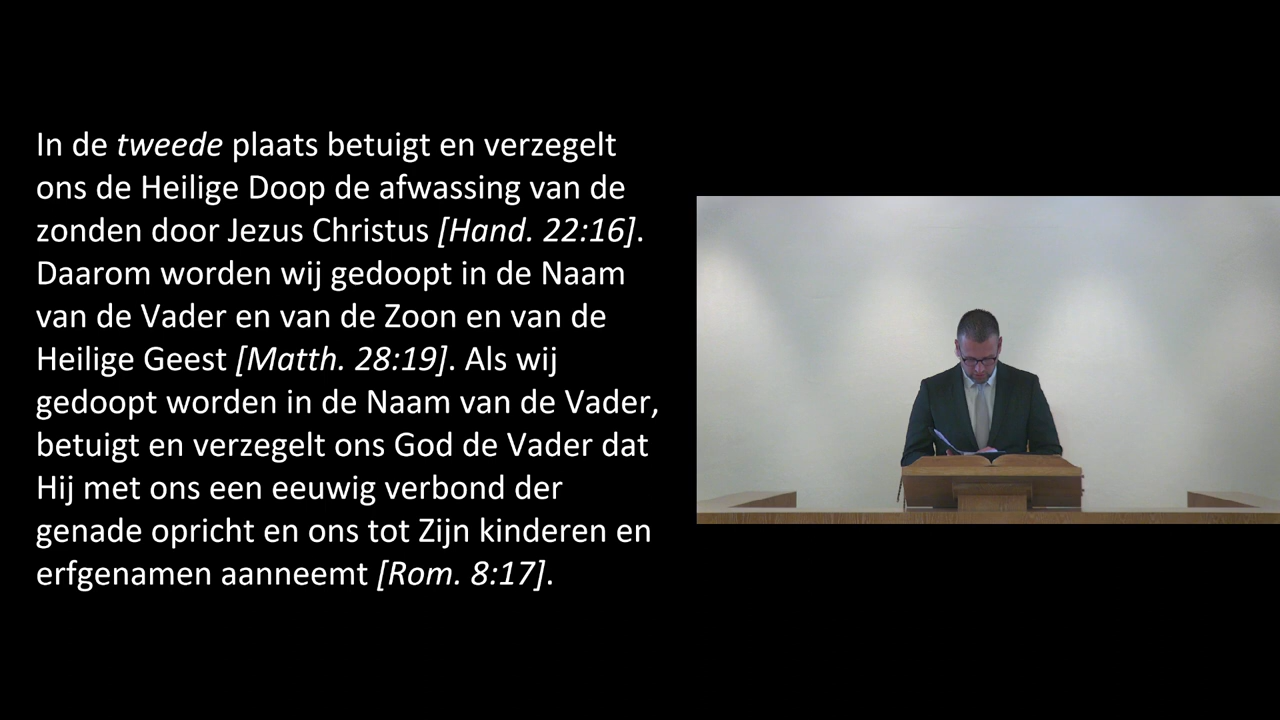 In de tweede plaats betuigt en verzegelt
ons de Heilige Doop de afwassing van de
zonden door Jezus Christus [Hand. 22:16].
Daarom worden wij gedoopt in de Naam
van de Vader en van de Zoon en van de
Heilige Geest [Matth. 28:19]. Als wij
gedoopt worden in de Naam van de Vader,
betuigt en verzegelt ons God de Vader dat
Hij met ons een eeuwig verbond der
genade opricht en ons tot Zijn kinderen en
erfgenamen aanneemt [Rom. 8:17].